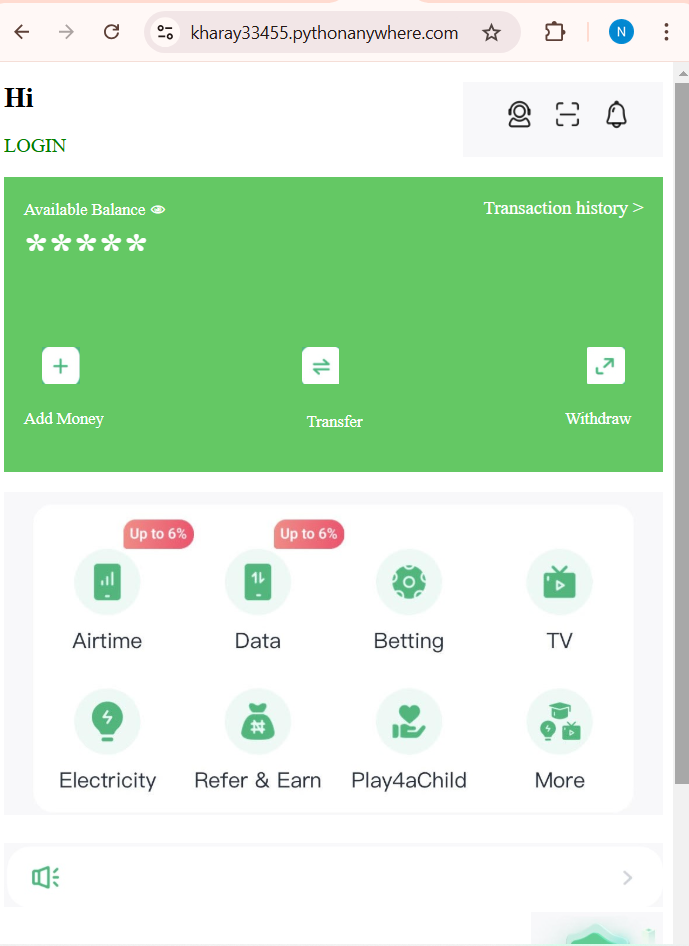 kharay33455.pythonanywhere.com
N
Hi
LOGIN
Available Balance
Transaction history >
*****
Add Money
Transfer
Withdraw
Up to 6%
Up to 6%
Airtime
Data
Betting
TV
Electricity
Refer & Earn
Play4aChild
More